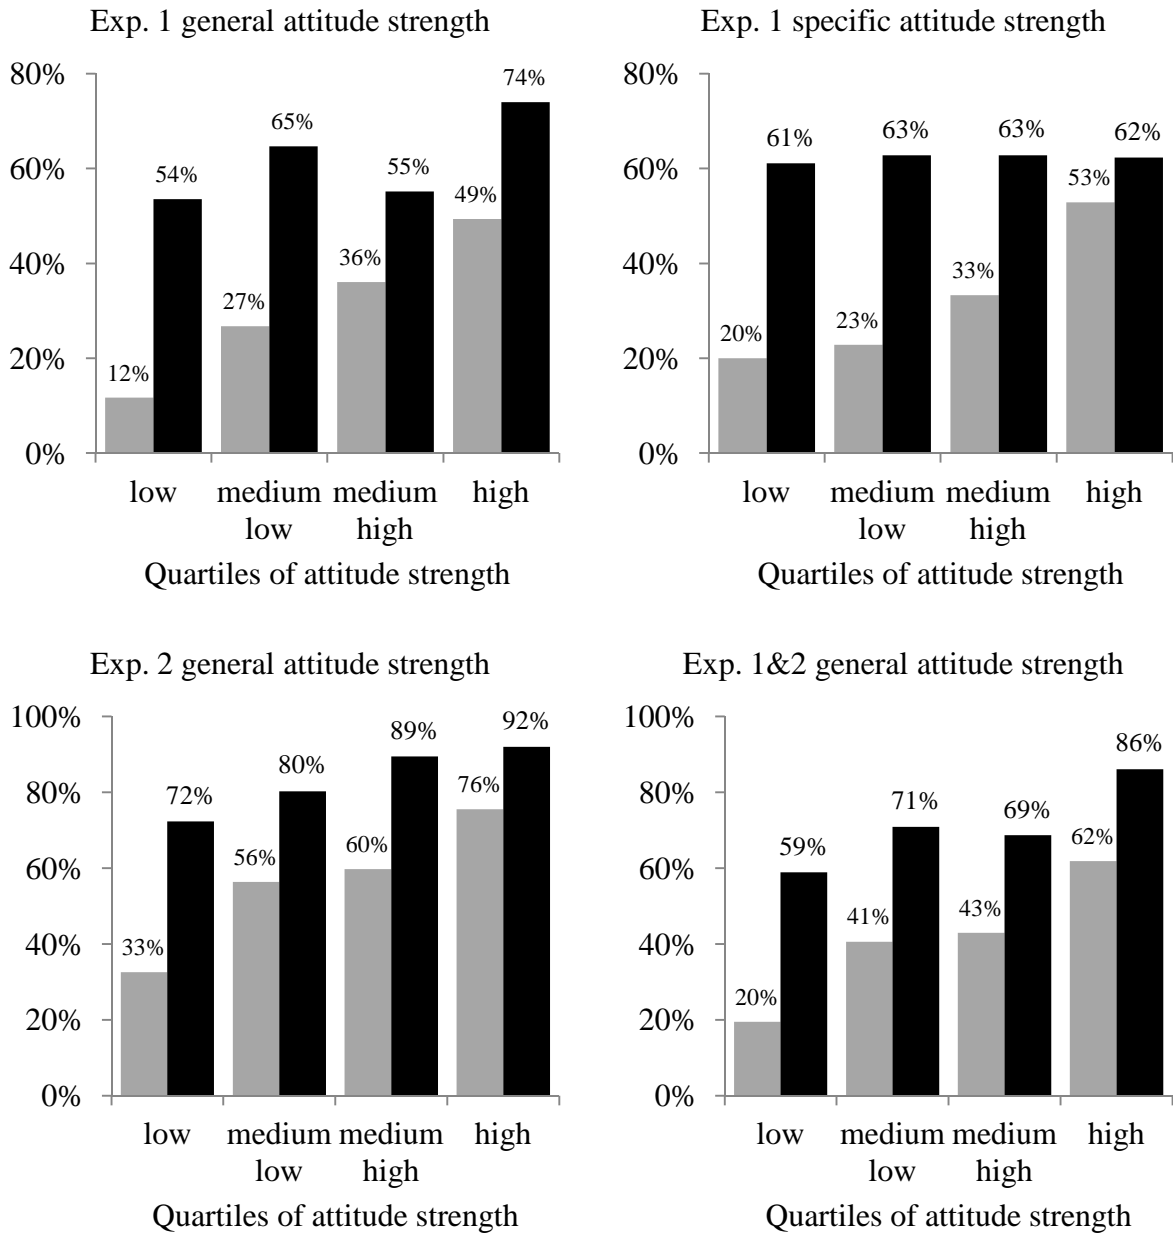 Exp. 1 general attitude strength
80%
60%
40%
20%
0%
12%
54%
27%
65%
36%
55%
49%
74%
low
medium low
medium high
high
Quartiles of attitude strength
Exp. 1 specific attitude strength
80%
60%
40%
20%
0%
20%
61%
23%
63%
33%
63%
53%
62%
low
medium low
medium high
high
Quartiles of attitude strength
Exp. 2 general attitude strength
100%
80%
60%
40%
20%
0%
33%
72%
56%
80%
60%
89%
76%
92%
low
medium low
medium high
high
Quartiles of attitude strength
Exp. 1&2 general attitude strength
100%
80%
60%
40%
20%
0%
20%
59%
41%
71%
43%
69%
62%
86%
low
medium low
medium high
high
Quartiles of attitude strength